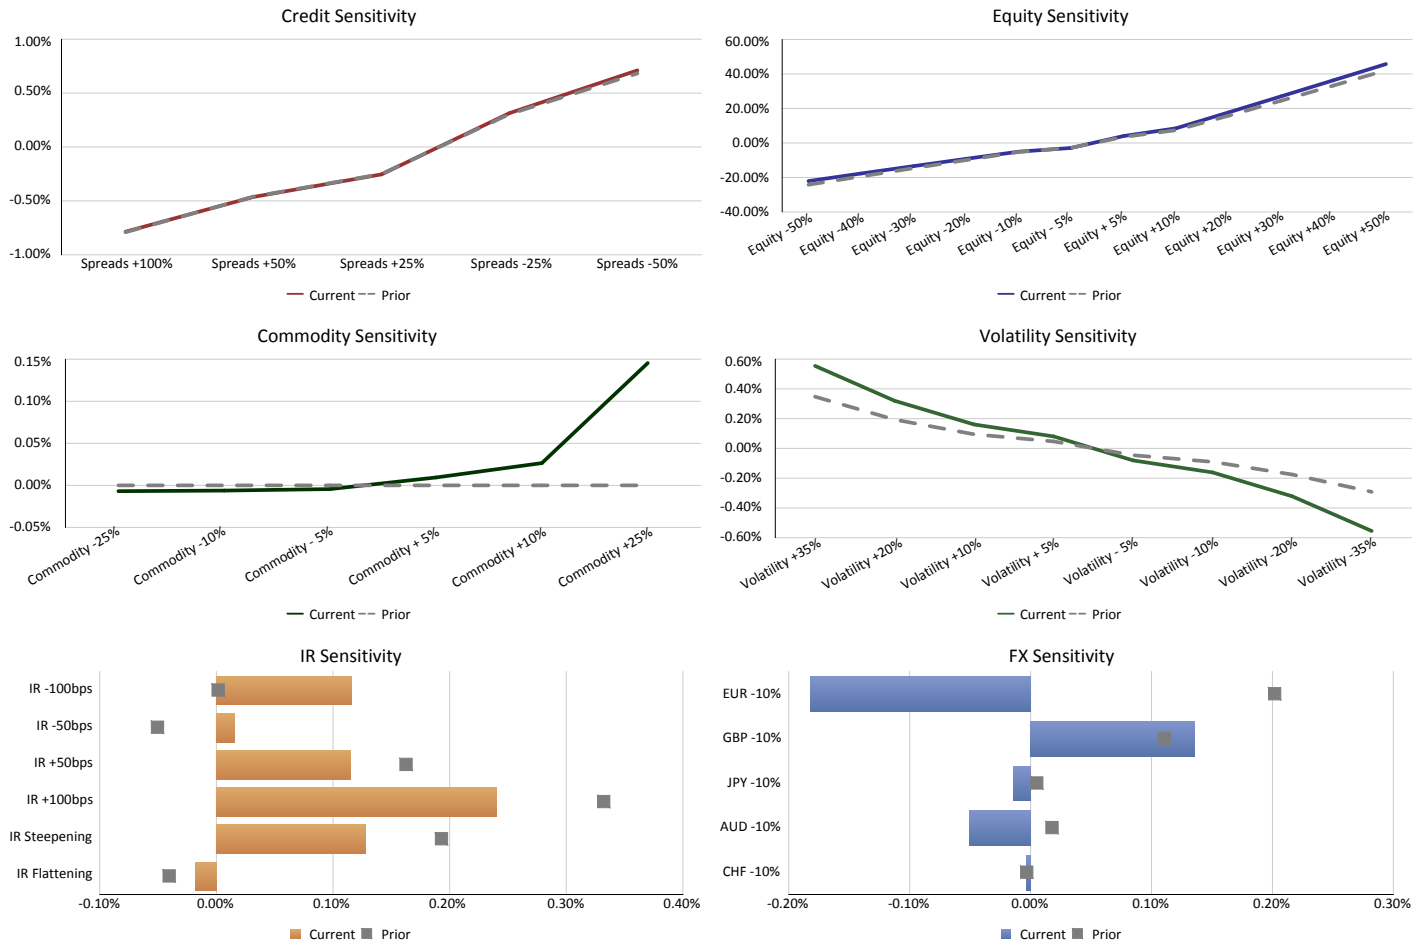 Credit Sensitivity
1.00%
0.50%
0.00%
-0.50%
-1.00%
Spreads +100%
Spreads +50%
Spreads +25%
Spreads -25%
Spreads -50%
Current
Prior
Equity Sensitivity
60.00%
40.00%
20.00%
0.00%
-20.00%
-40.00%
Equity -50%
Equity -40%
Equity -30%
Equity -20%
Equity -10%
Equity - 5%
Equity + 5%
Equity +10%
Equity +20%
Equity +30%
Equity +40%
Equity +50%
Current
Prior
Commodity Sensitivity
0.15%
0.10%
0.05%
0.00%
-0.05%
Commodity -25%
Commodity -10%
Commodity - 5%
Commodity + 5%
Commodity +10%
Commodity +25%
Current
Prior
Volatility Sensitivity
0.60%
0.40%
0.20%
0.00%
-0.20%
-0.40%
-0.60%
Volatility +35%
Volatility +20%
Volatility +10%
Volatility + 5%
Volatility - 5%
Volatility -10%
Volatility -20%
Volatility -35%
Current
Prior
IR Sensitivity
IR -100bps
IR -50bps
IR +50bps
IR +100bps
IR Steepening
IR Flattening
-0.10%
0.00%
0.10%
0.20%
0.30%
0.40%
Current
Prior
FX Sensitivity
EUR -10%
GBP -10%
JPY -10%
AUD -10%
CHF -10%
-0.20%
-0.10%
0.00%
0.10%
0.20%
0.30%
Current
Prior